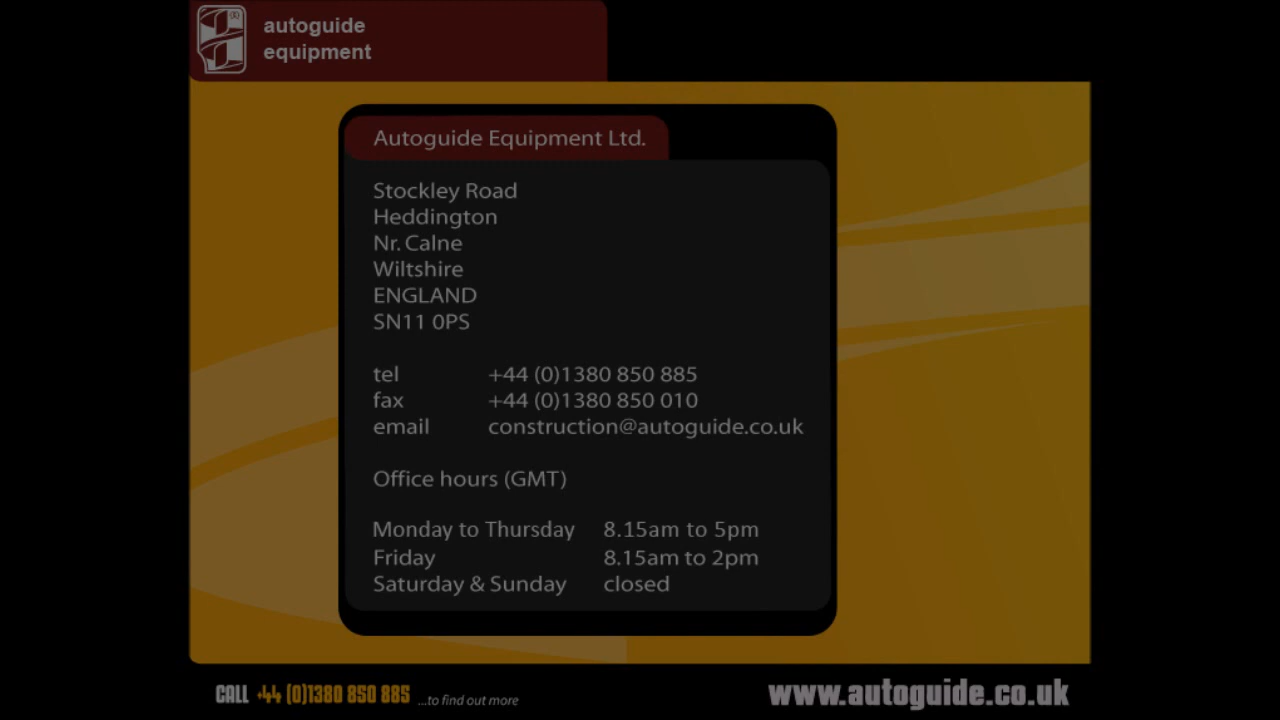 autoguide
equipment
Autoguide Equipment Ltd.
Stockley Road
Heddington
Nr. Calne
Wiltshire
ENGLAND
SN11 0PS
tel +44 (0)1380 850 885
fax +44 (0)1380 850 010
email construction@autoguide.co.uk
Office hours (GMT)
Monday to Thursday 8.15am to 5pm
Friday 8.15am to 2pm
Saturday & Sunday closed
CALL +44 (0)1380 850 885 ...to find out more
www.autoguide.co.uk